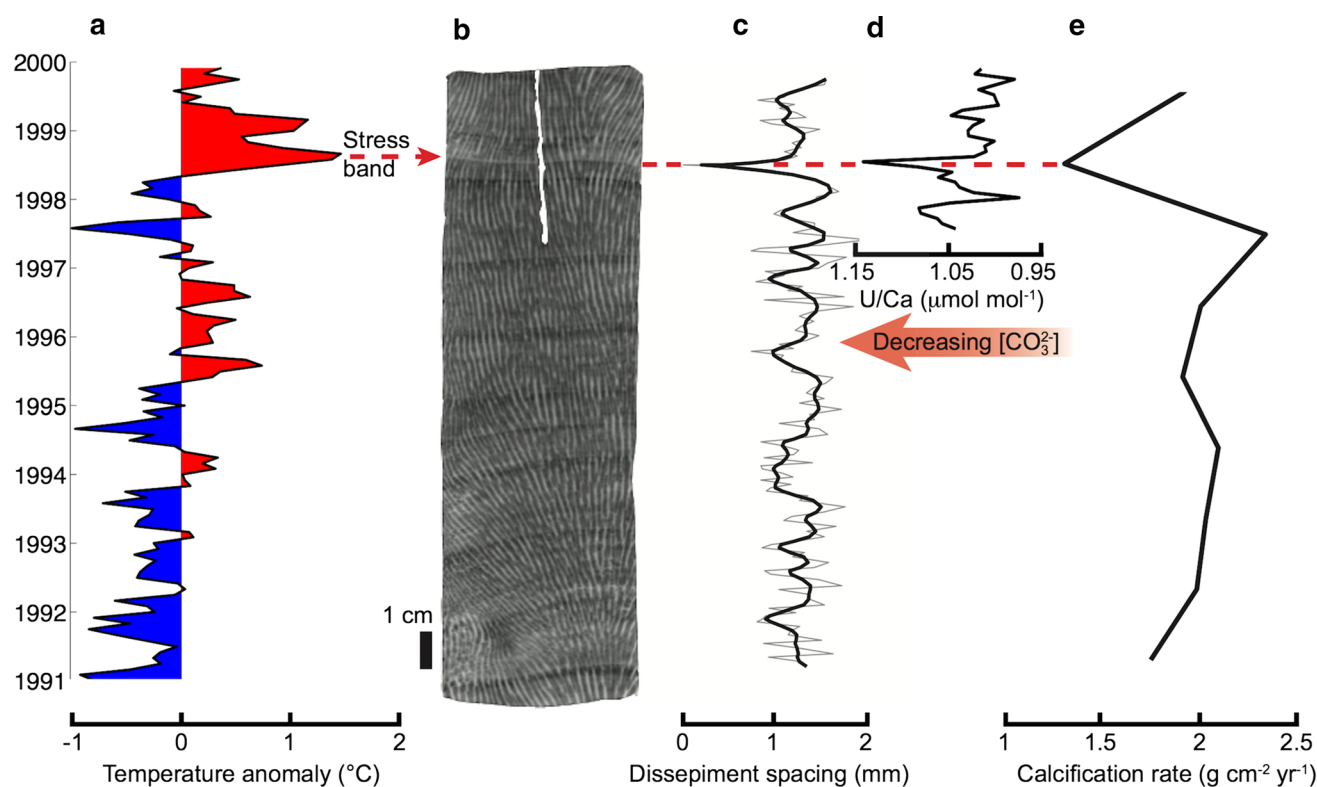 a
b
c
d
e
2000
1999
1998
1997
1996
1995
1994
1993
1992
1991
Stress
band
1 cm
1.15 1.05 0.95
U/Ca (μmol mol⁻¹)
Decreasing [CO₃²⁻]
-1 0 1 2
Temperature anomaly (°C)
0 1 2
Dissepiment spacing (mm)
1 1.5 2 2.5
Calcification rate (g cm⁻² yr⁻¹)